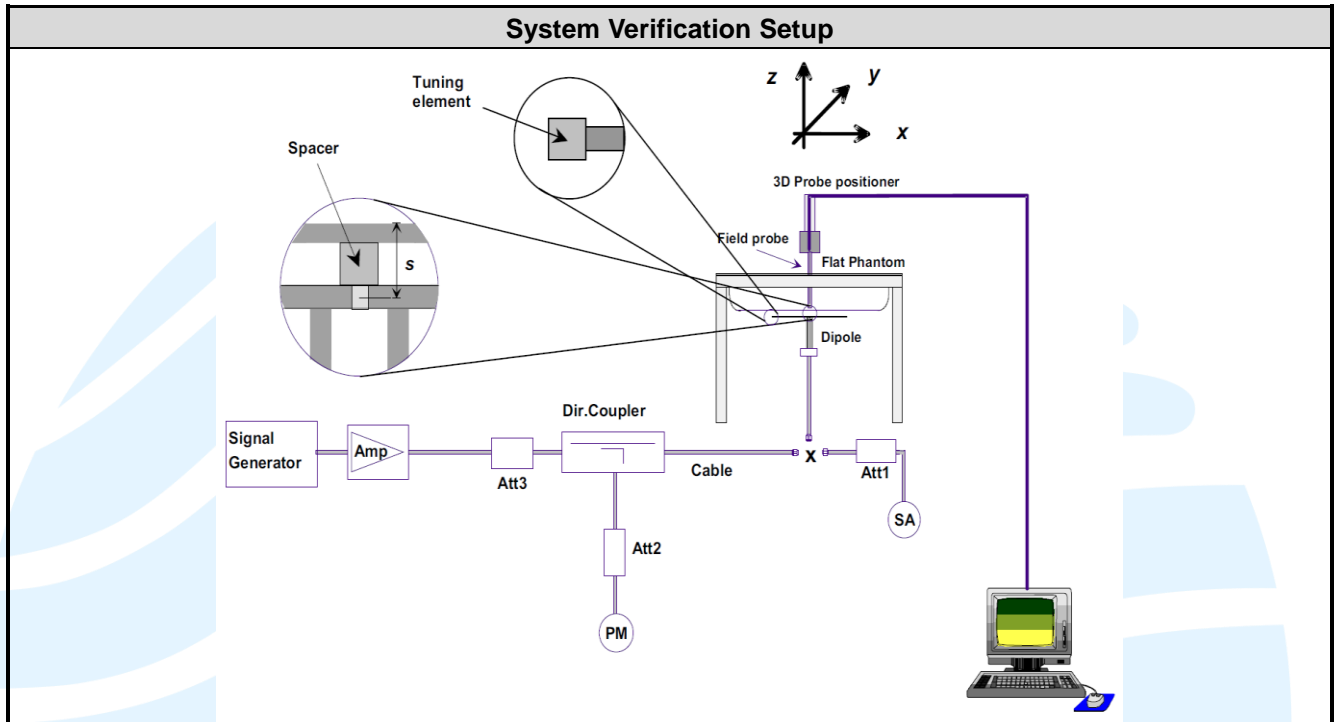 System Verification Setup
Tuning
element
z
y
x
Spacer
3D Probe positioner
s
Field probe
Flat Phantom
Dipole
Dir.Coupler
Signal
Generator
Amp
Att3
Cable
x
Att1
SA
Att2
PM